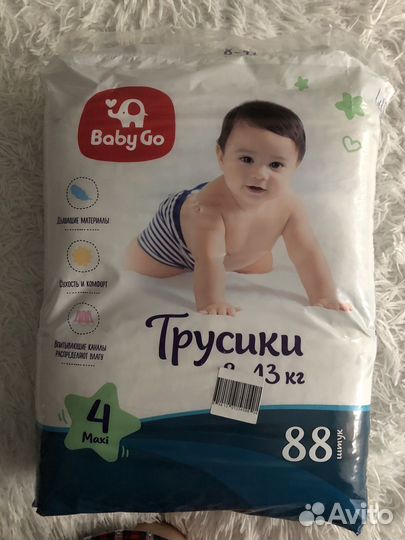 Baby Go
ДЫШАЩИЕ МАТЕРИАЛЫ
СУХОСТЬ И КОМФОРТ
ВПИТЫВАЮЩИЕ КАНАЛЫ
РАСПРЕДЕЛЯЮТ ВЛАГУ
Трусики
13 кг
4
Maxi
88 штук
Avito